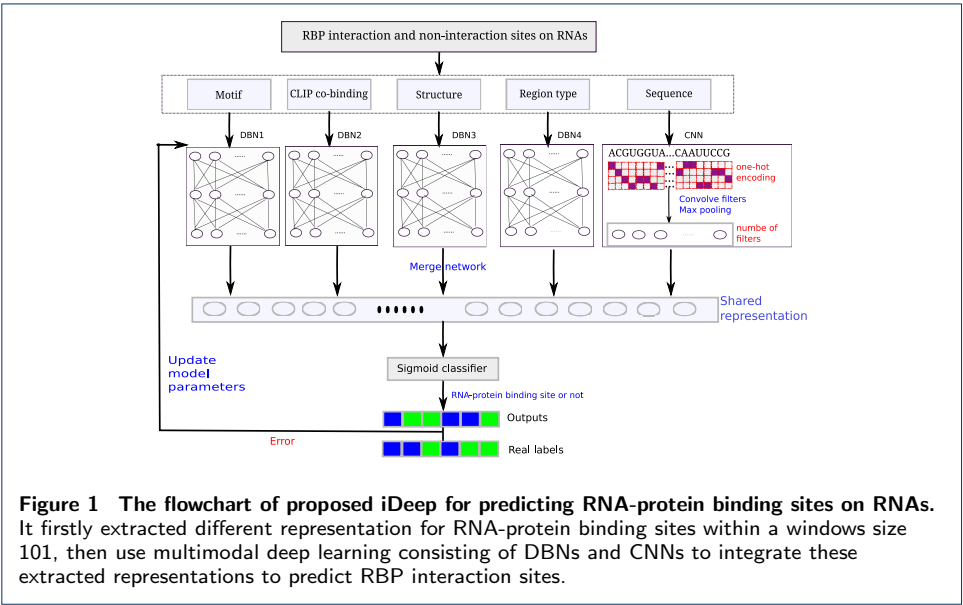 RBP interaction and non-interaction sites on RNAs
Motif
CLIP co-binding
Structure
Region type
Sequence
DBN1
DBN2
DBN3
DBN4
CNN
ACGUGGUA...CAAUUCCG
one-hot
encoding
Convolve filters
Max pooling
numbe of
filters
Merge network
Shared
representation
Update
model
parameters
Sigmoid classifier
RNA-protein binding site or not
Outputs
Error
Real labels
Figure 1 The flowchart of proposed iDeep for predicting RNA-protein binding sites on RNAs.
It firstly extracted different representation for RNA-protein binding sites within a windows size
101, then use multimodal deep learning consisting of DBNs and CNNs to integrate these
extracted representations to predict RBP interaction sites.